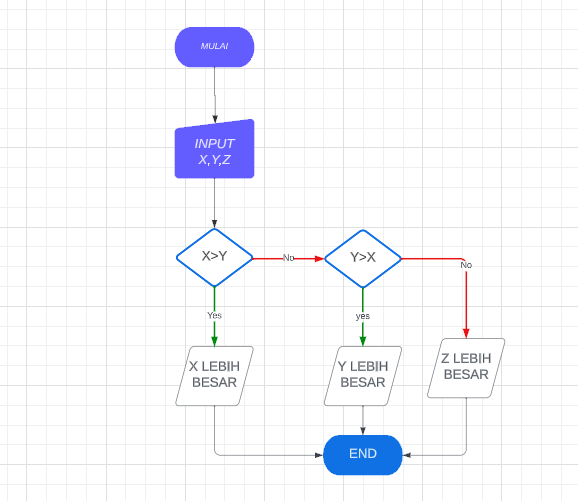 MULAI
INPUT
X,Y,Z
X>Y
No
Y>X
No
Yes
yes
X LEBIH
BESAR
Y LEBIH
BESAR
Z LEBIH
BESAR
END